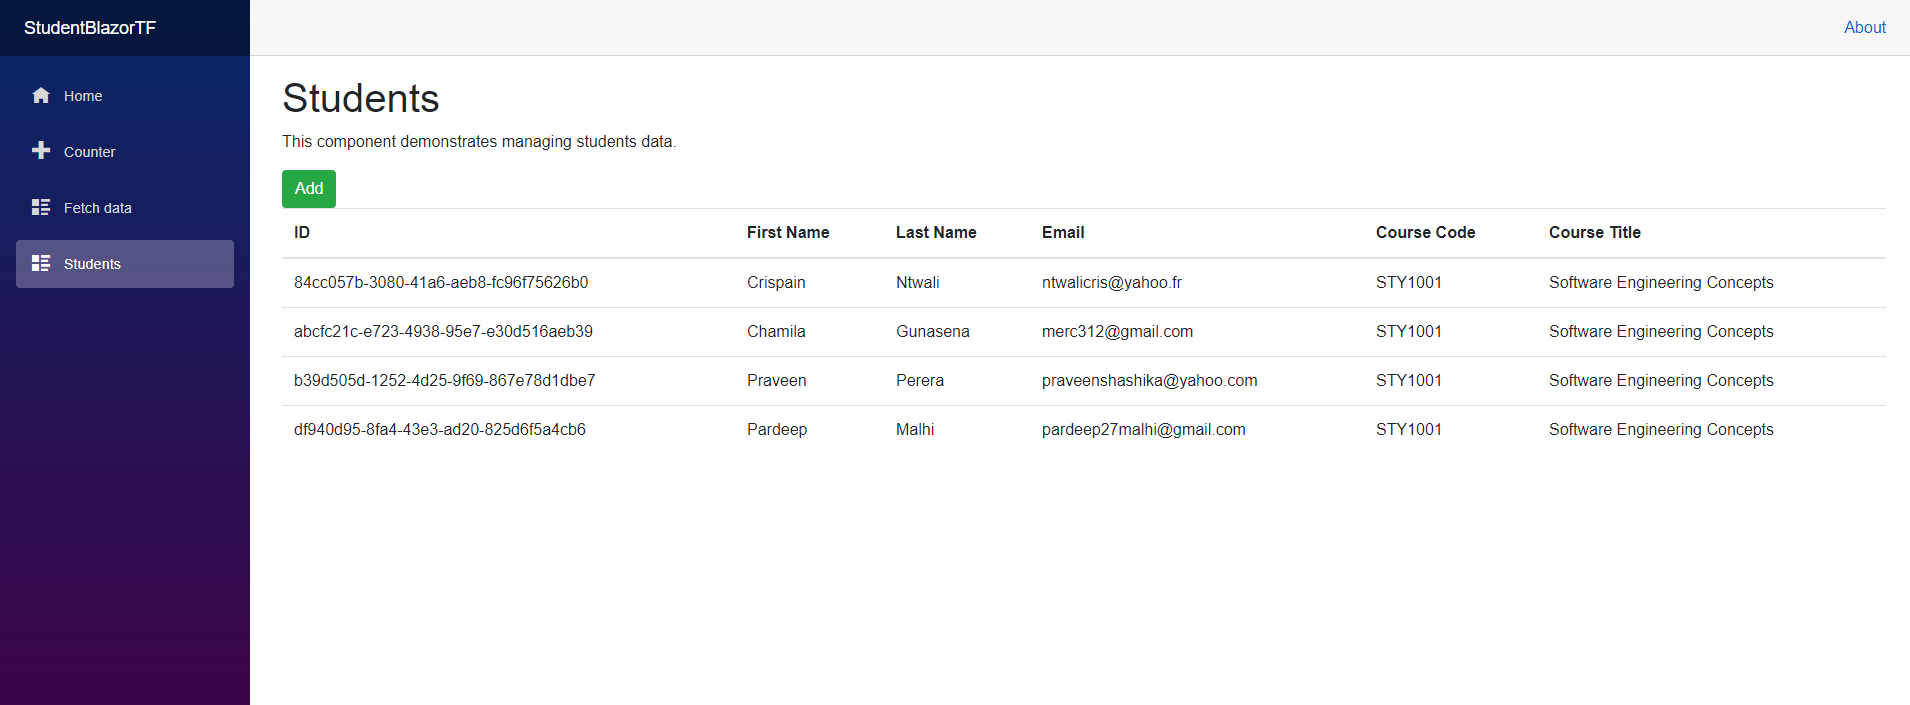 StudentBlazorTF
About
Home
Counter
Fetch data
Students
Students
This component demonstrates managing students data.
Add
ID First Name Last Name Email Course Code Course Title
84cc057b-3080-41a6-aeb8-fc96f75626b0 Crispain Ntwali ntwalicris@yahoo.fr STY1001 Software Engineering Concepts
abcfc21c-e723-4938-95e7-e30d516aeb39 Chamila Gunasena merc312@gmail.com STY1001 Software Engineering Concepts
b39d505d-1252-4d25-9f69-867e78d1dbe7 Praveen Perera praveenshashika@yahoo.com STY1001 Software Engineering Concepts
df940d95-8fa4-43e3-ad20-825d6f5a4cb6 Pardeep Malhi pardeep27malhi@gmail.com STY1001 Software Engineering Concepts